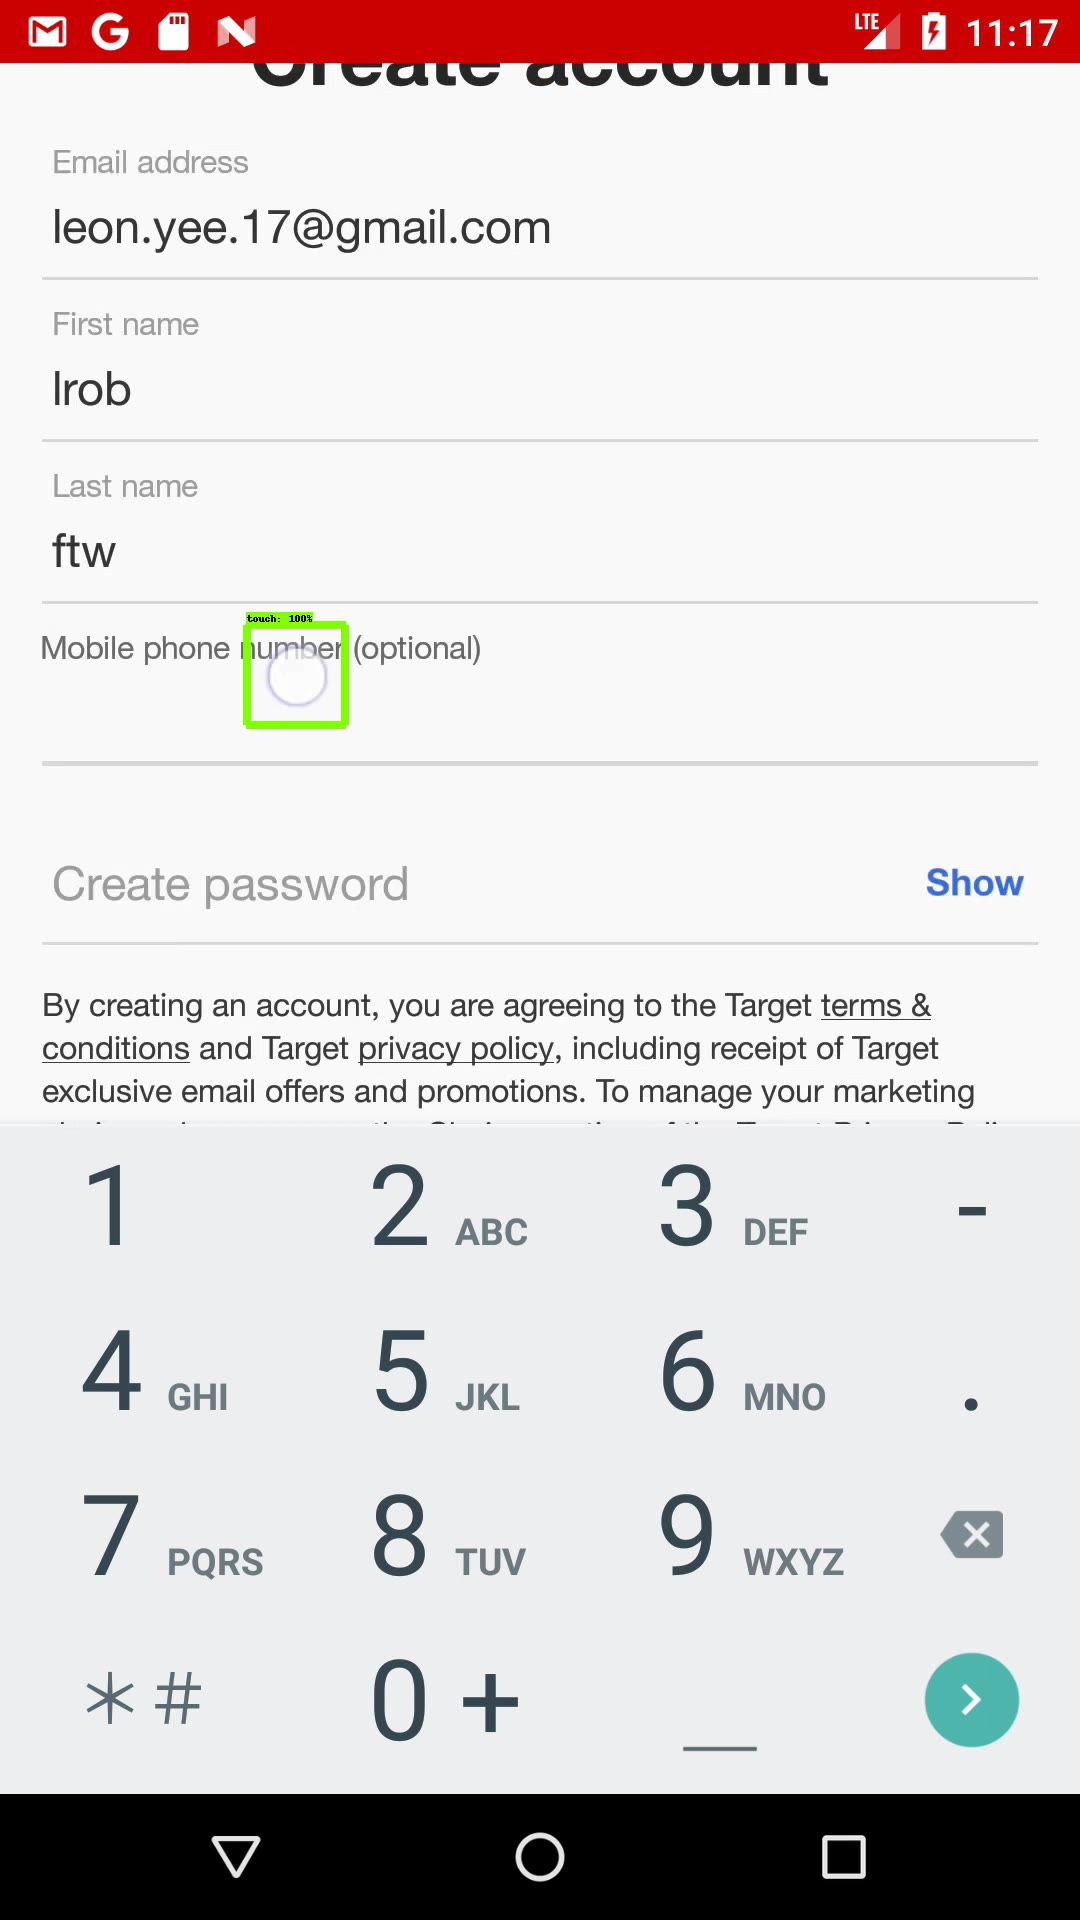 LTE 11:17
Create account
Email address
leon.yee.17@gmail.com
First name
lrob
Last name
ftw
touch: 100%
Mobile phone number (optional)
Create password Show
By creating an account, you are agreeing to the Target terms &
conditions and Target privacy policy, including receipt of Target
exclusive email offers and promotions. To manage your marketing
1 2 ABC 3 DEF -
4 GHI 5 JKL 6 MNO .
7 PQRS 8 TUV 9 WXYZ
*# 0 + _